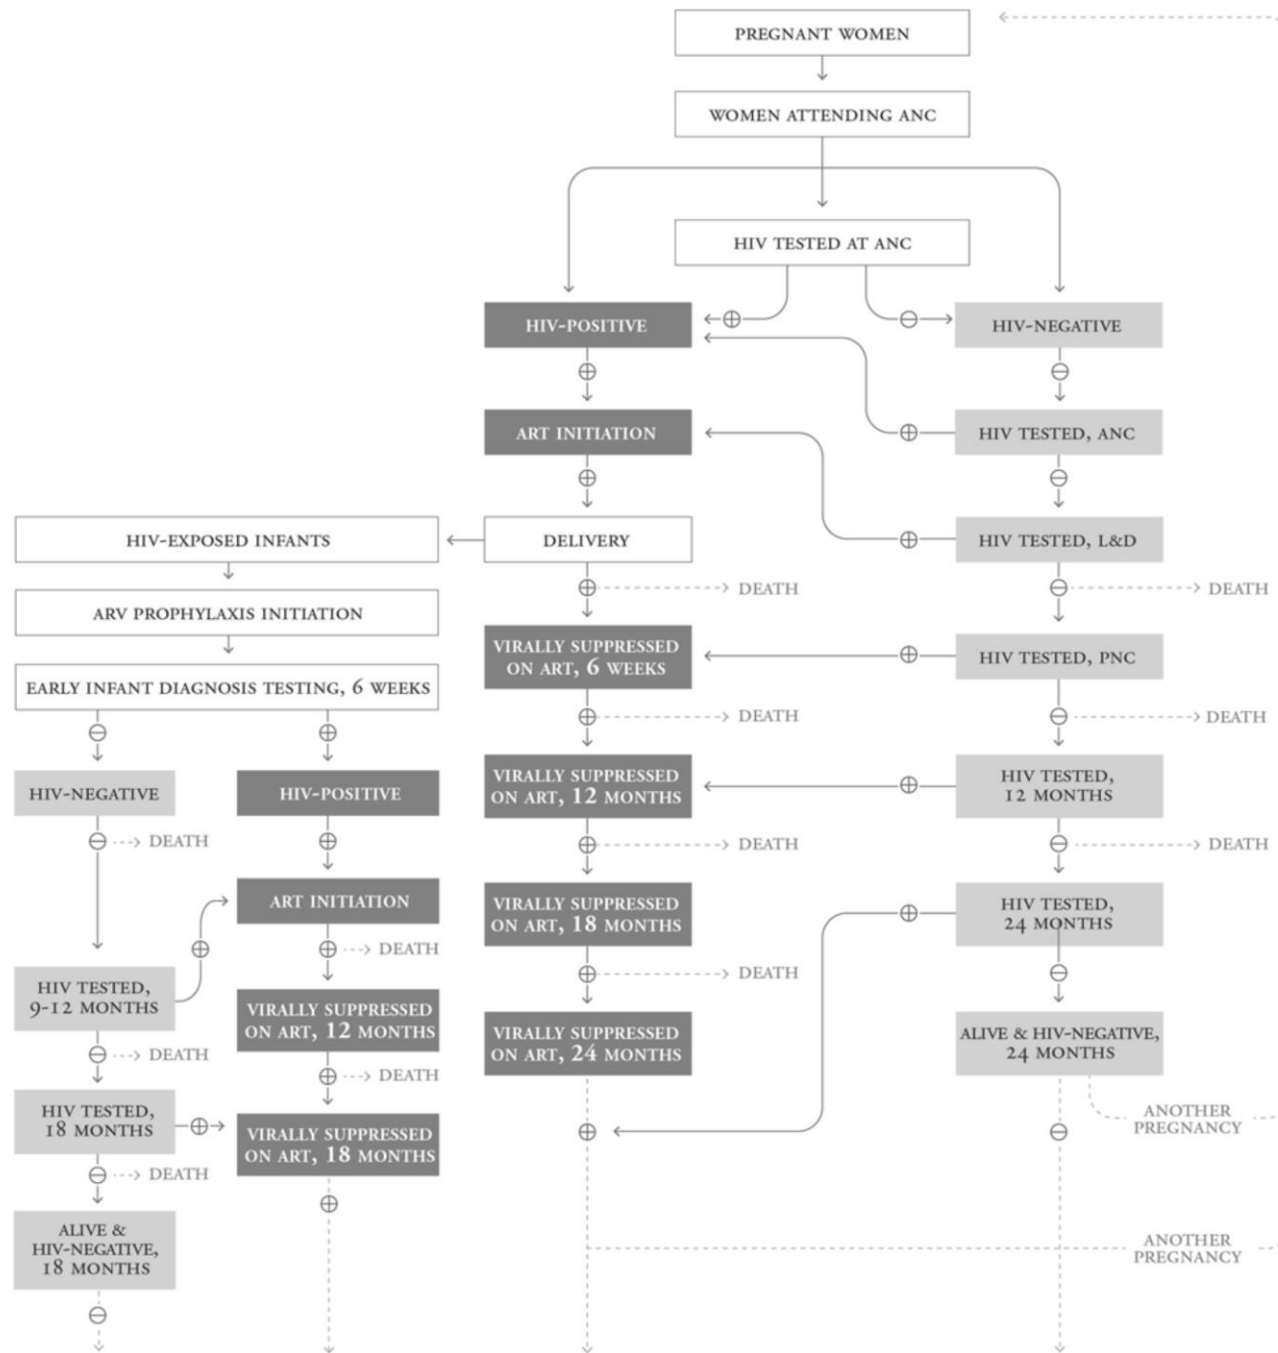 PREGNANT WOMEN
WOMEN ATTENDING ANC
HIV TESTED AT ANC
HIV-POSITIVE
HIV-NEGATIVE
ART INITIATION
HIV TESTED, ANC
HIV-EXPOSED INFANTS
DELIVERY
HIV TESTED, L&D
DEATH
DEATH
ARV PROPHYLAXIS INITIATION
VIRALLY SUPPRESSED
ON ART, 6 WEEKS
HIV TESTED, PNC
EARLY INFANT DIAGNOSIS TESTING, 6 WEEKS
DEATH
DEATH
HIV-NEGATIVE
HIV-POSITIVE
VIRALLY SUPPRESSED
ON ART, 12 MONTHS
HIV TESTED,
12 MONTHS
DEATH
DEATH
DEATH
ART INITIATION
VIRALLY SUPPRESSED
ON ART, 18 MONTHS
HIV TESTED,
24 MONTHS
DEATH
DEATH
HIV TESTED,
9-12 MONTHS
VIRALLY SUPPRESSED
ON ART, 12 MONTHS
VIRALLY SUPPRESSED
ON ART, 24 MONTHS
ALIVE & HIV-NEGATIVE,
24 MONTHS
DEATH
DEATH
HIV TESTED,
18 MONTHS
VIRALLY SUPPRESSED
ON ART, 18 MONTHS
ANOTHER
PREGNANCY
DEATH
ALIVE &
HIV-NEGATIVE,
18 MONTHS
ANOTHER
PREGNANCY